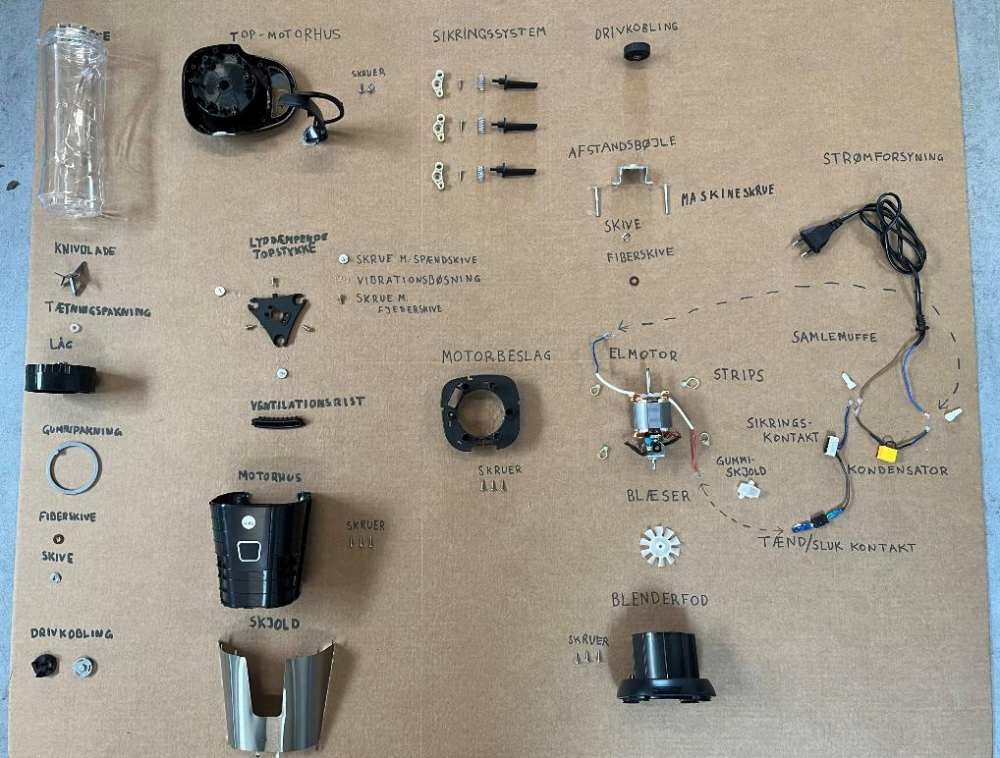 TOP-MOTORHUS
SKRUER
SIKRINGSSYSTEM
DRIVKOBLING
AFSTANDSBØJLE
MASKINESKRUE
SKIVE
FIBERSKIVE
STRØMFORSYNING
KNIVBLADE
TÆTNINGSPAKNING
LÅG
GUMMIPAKNING
FIBERSKIVE
SKIVE
DRIVKOBLING
LYDDÆMPENDE
TOPSTYKKE
SKRUE M. SPÆNDSKIVE
VIBRATIONSBØSNING
SKRUE M.
FJEDERSKIVE
VENTILATIONSRIST
MOTORHUS
SKRUER
SKJOLD
MOTORBESLAG
SKRUER
ELMOTOR
STRIPS
SAMLEMUFFE
SIKRINGS-
KONTAKT
KONDENSATOR
GUMMI-
SKJOLD
TÆND/SLUK KONTAKT
BLÆSER
BLENDERFOD
SKRUER